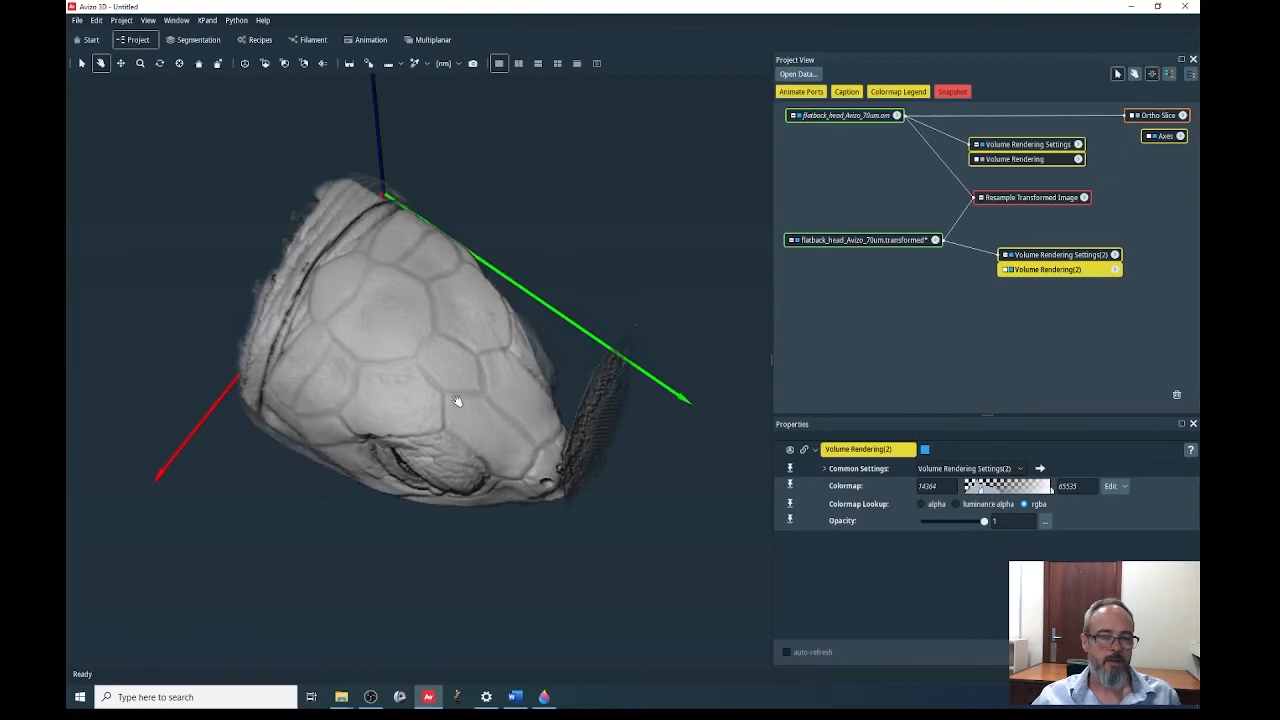 Avizo 3D - Untitled
File Edit Project View Window XPand Python Help
Start Project Segmentation Recipes Filament Animation Multiplanar
[nm]
Project View
Open Data...
Animate Ports Caption Colormap Legend Snapshot
flatback_head_Avizo_70um.am
Ortho Slice
Axes
Volume Rendering Settings
Volume Rendering
Resample Transformed Image
flatback_head_Avizo_70um.transformed*
Volume Rendering Settings(2)
Volume Rendering(2)
Properties
Volume Rendering(2)
?
Common Settings: Volume Rendering Settings(2)
Colormap: 14364 65535 Edit
Colormap Lookup: alpha luminance alpha rgba
Opacity: 1 ...
auto-refresh
Ready
Type here to search